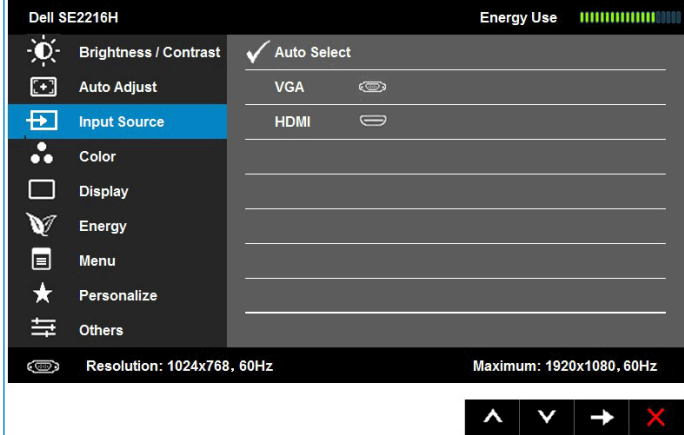 Dell SE2216H Energy Use
Brightness / Contrast Auto Select
Auto Adjust VGA
Input Source HDMI
Color
Display
Energy
Menu
Personalize
Others
Resolution: 1024x768, 60Hz Maximum: 1920x1080, 60Hz